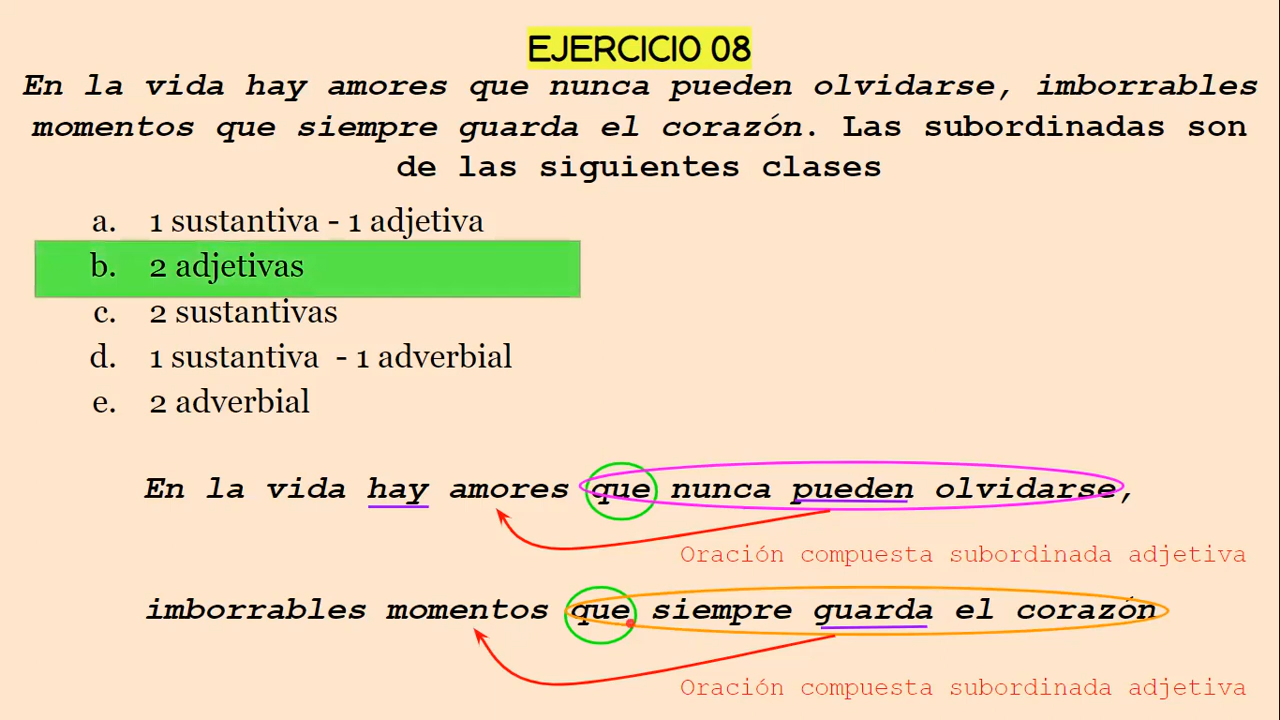 EJERCICIO 08
En la vida hay amores que nunca pueden olvidarse, imborrables
momentos que siempre guarda el corazón. Las subordinadas son
de las siguientes clases
a. 1 sustantiva - 1 adjetiva
b. 2 adjetivas
c. 2 sustantivas
d. 1 sustantiva - 1 adverbial
e. 2 adverbial
En la vida hay amores que nunca pueden olvidarse,
Oración compuesta subordinada adjetiva
imborrables momentos que siempre guarda el corazón
Oración compuesta subordinada adjetiva